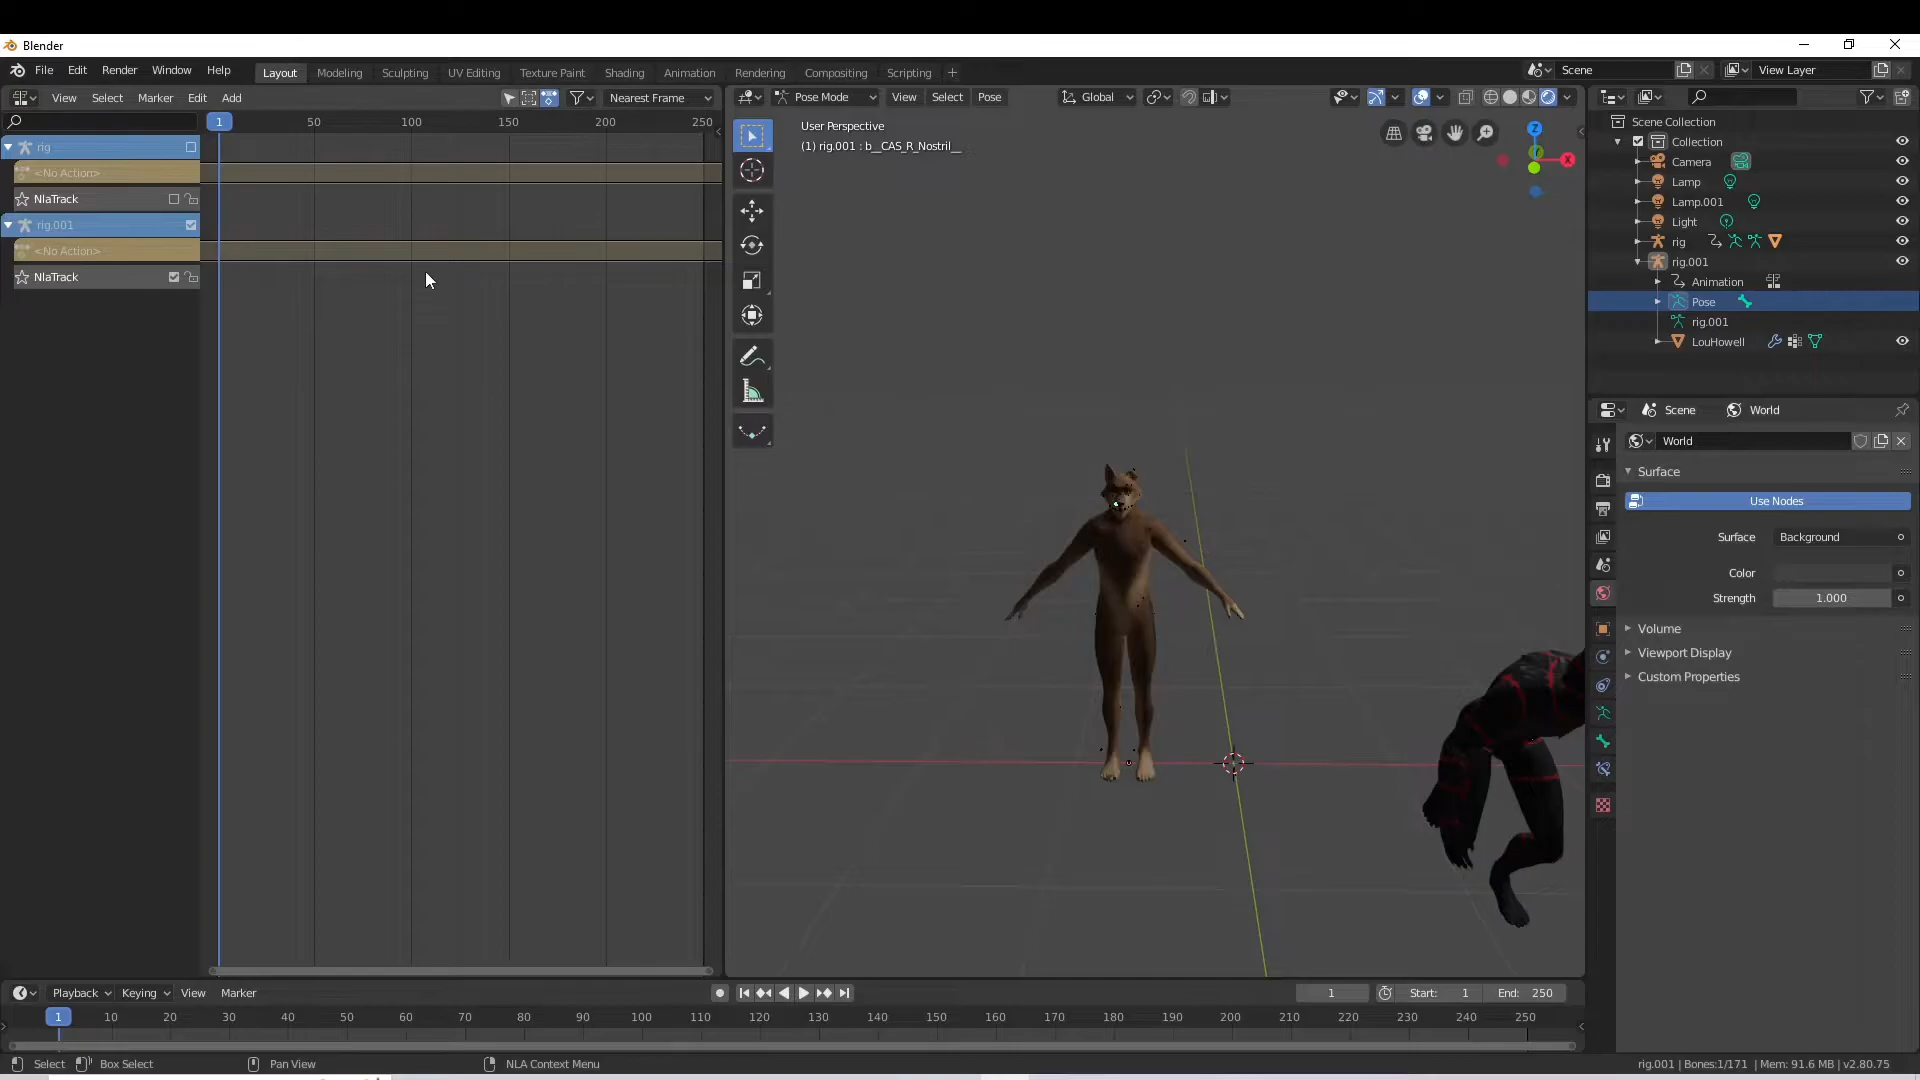 Blender
File Edit Render Window Help Layout Modeling Sculpting UV Editing Texture Paint Shading Animation Rendering Compositing Scripting + Scene View Layer
View Select Marker Edit Add Nearest Frame Pose Mode View Select Pose Global
1 50 100 150 200 250
User Perspective
(1) rig.001 : b__CAS_R_Nostril__
rig
<No Action>
NlaTrack
rig.001
<No Action>
NlaTrack
Z
X
Scene Collection
Collection
Camera
Lamp
Lamp.001
Light
rig
rig.001
Animation
Pose
rig.001
LouHowell
Scene World
World
Surface
Use Nodes
Surface Background
Color
Strength 1.000
Volume
Viewport Display
Custom Properties
Playback Keying View Marker 1 Start: 1 End: 250
1 10 20 30 40 50 60 70 80 90 100 110 120 130 140 150 160 170 180 190 200 210 220 230 240 250
Select Box Select Pan View NLA Context Menu rig.001 | Bones:1/171 | Mem: 91.6 MB | v2.80.75